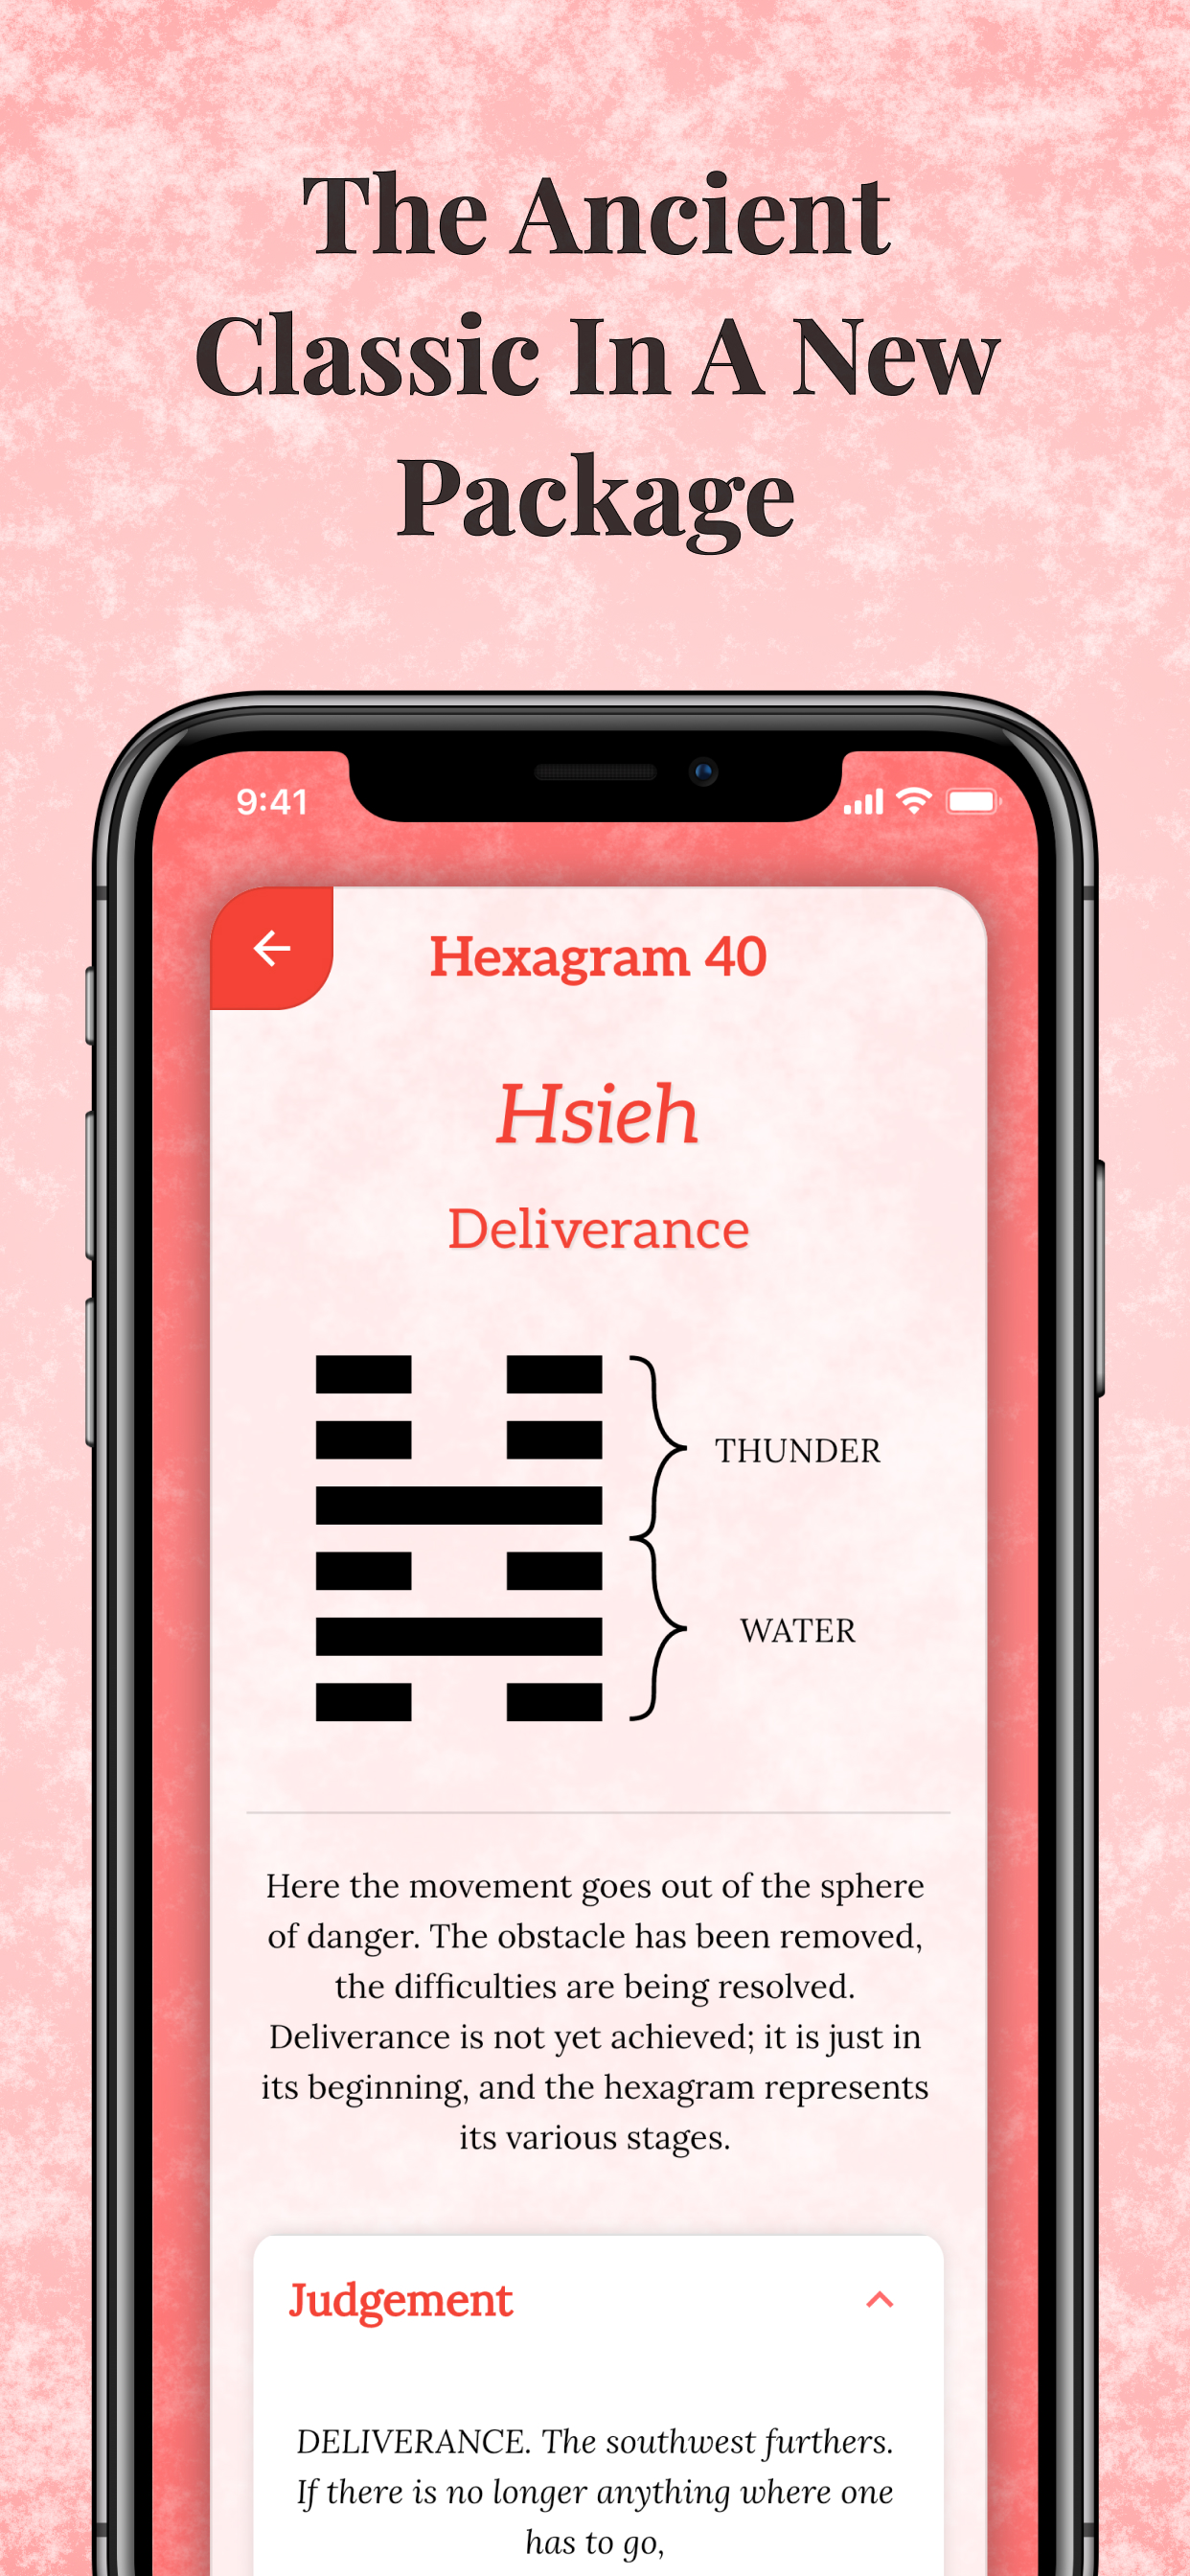 The Ancient
Classic In A New
Package
9:41
Hexagram 40
Hsieh
Deliverance
THUNDER
WATER
Here the movement goes out of the sphere
of danger. The obstacle has been removed,
the difficulties are being resolved.
Deliverance is not yet achieved; it is just in
its beginning, and the hexagram represents
its various stages.
Judgement
DELIVERANCE. The southwest furthers.
If there is no longer anything where one
has to go,